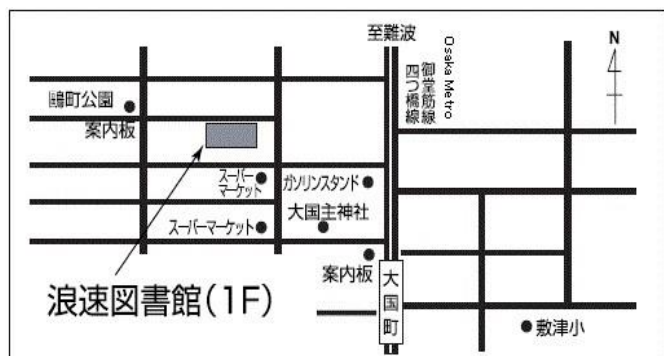 至難波
Osaka Metro
御堂筋線
四つ橋線
N
鴎町公園
案内板
スーパー
マーケット
ガソリンスタンド
大国主神社
スーパーマーケット
案内板
大国町
浪速図書館(1F)
敷津小